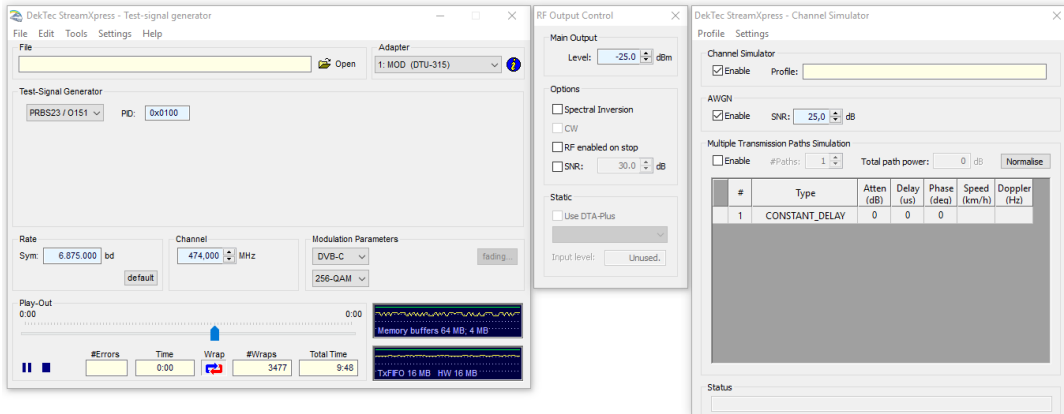 DekTec StreamXpress - Test-signal generator
File Edit Tools Settings Help
File
Open
Adapter
1: MOD (DTU-315)
Test-Signal Generator
PRBS23 / O151
PID:
0x0100
Rate
Sym:
6.875.000
bd
default
Channel
474,000
MHz
Modulation Parameters
DVB-C
256-QAM
fading...
Play-Out
0:00
0:00
#Errors
Time
Wrap
#Wraps
Total Time
0:00
3477
9:48
Memory buffers 64 MB; 4 MB
TxFIFO 16 MB HW 16 MB
RF Output Control
Main Output
Level:
-25.0
dBm
Options
Spectral Inversion
CW
RF enabled on stop
SNR:
30.0
dB
Static
Use DTA-Plus
Input level:
Unused.
DekTec StreamXpress - Channel Simulator
Profile Settings
Channel Simulator
Enable
Profile:
AWGN
Enable
SNR:
25,0
dB
Multiple Transmission Paths Simulation
Enable
#Paths:
1
Total path power:
0
dB
Normalise
# Type Atten (dB) Delay (us) Phase (deg) Speed (km/h) Doppler (Hz)
1 CONSTANT_DELAY 0 0 0
Status